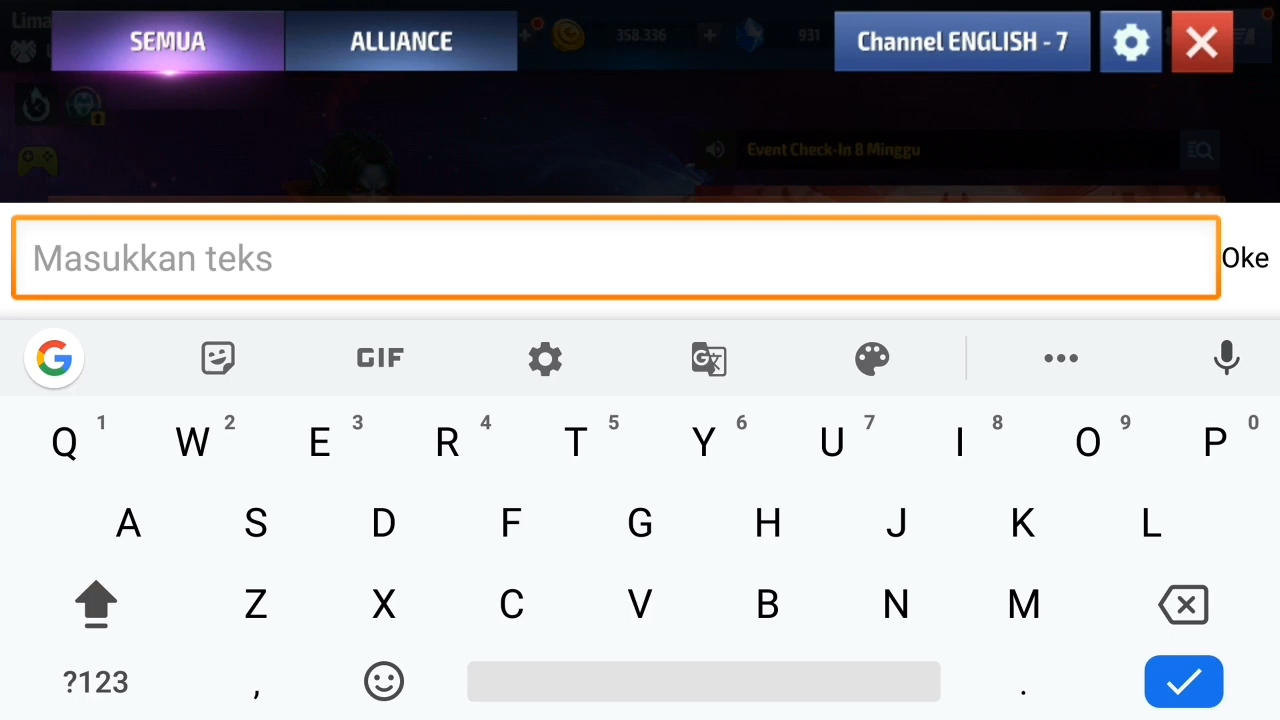 Lima
SEMUA
ALLIANCE
358.336
931
Channel ENGLISH - 7
Event Check-In 8 Minggu
Masukkan teks
Oke
GIF
Q 1 W 2 E 3 R 4 T 5 Y 6 U 7 I 8 O 9 P 0
A S D F G H J K L
Z X C V B N M
?123 , .